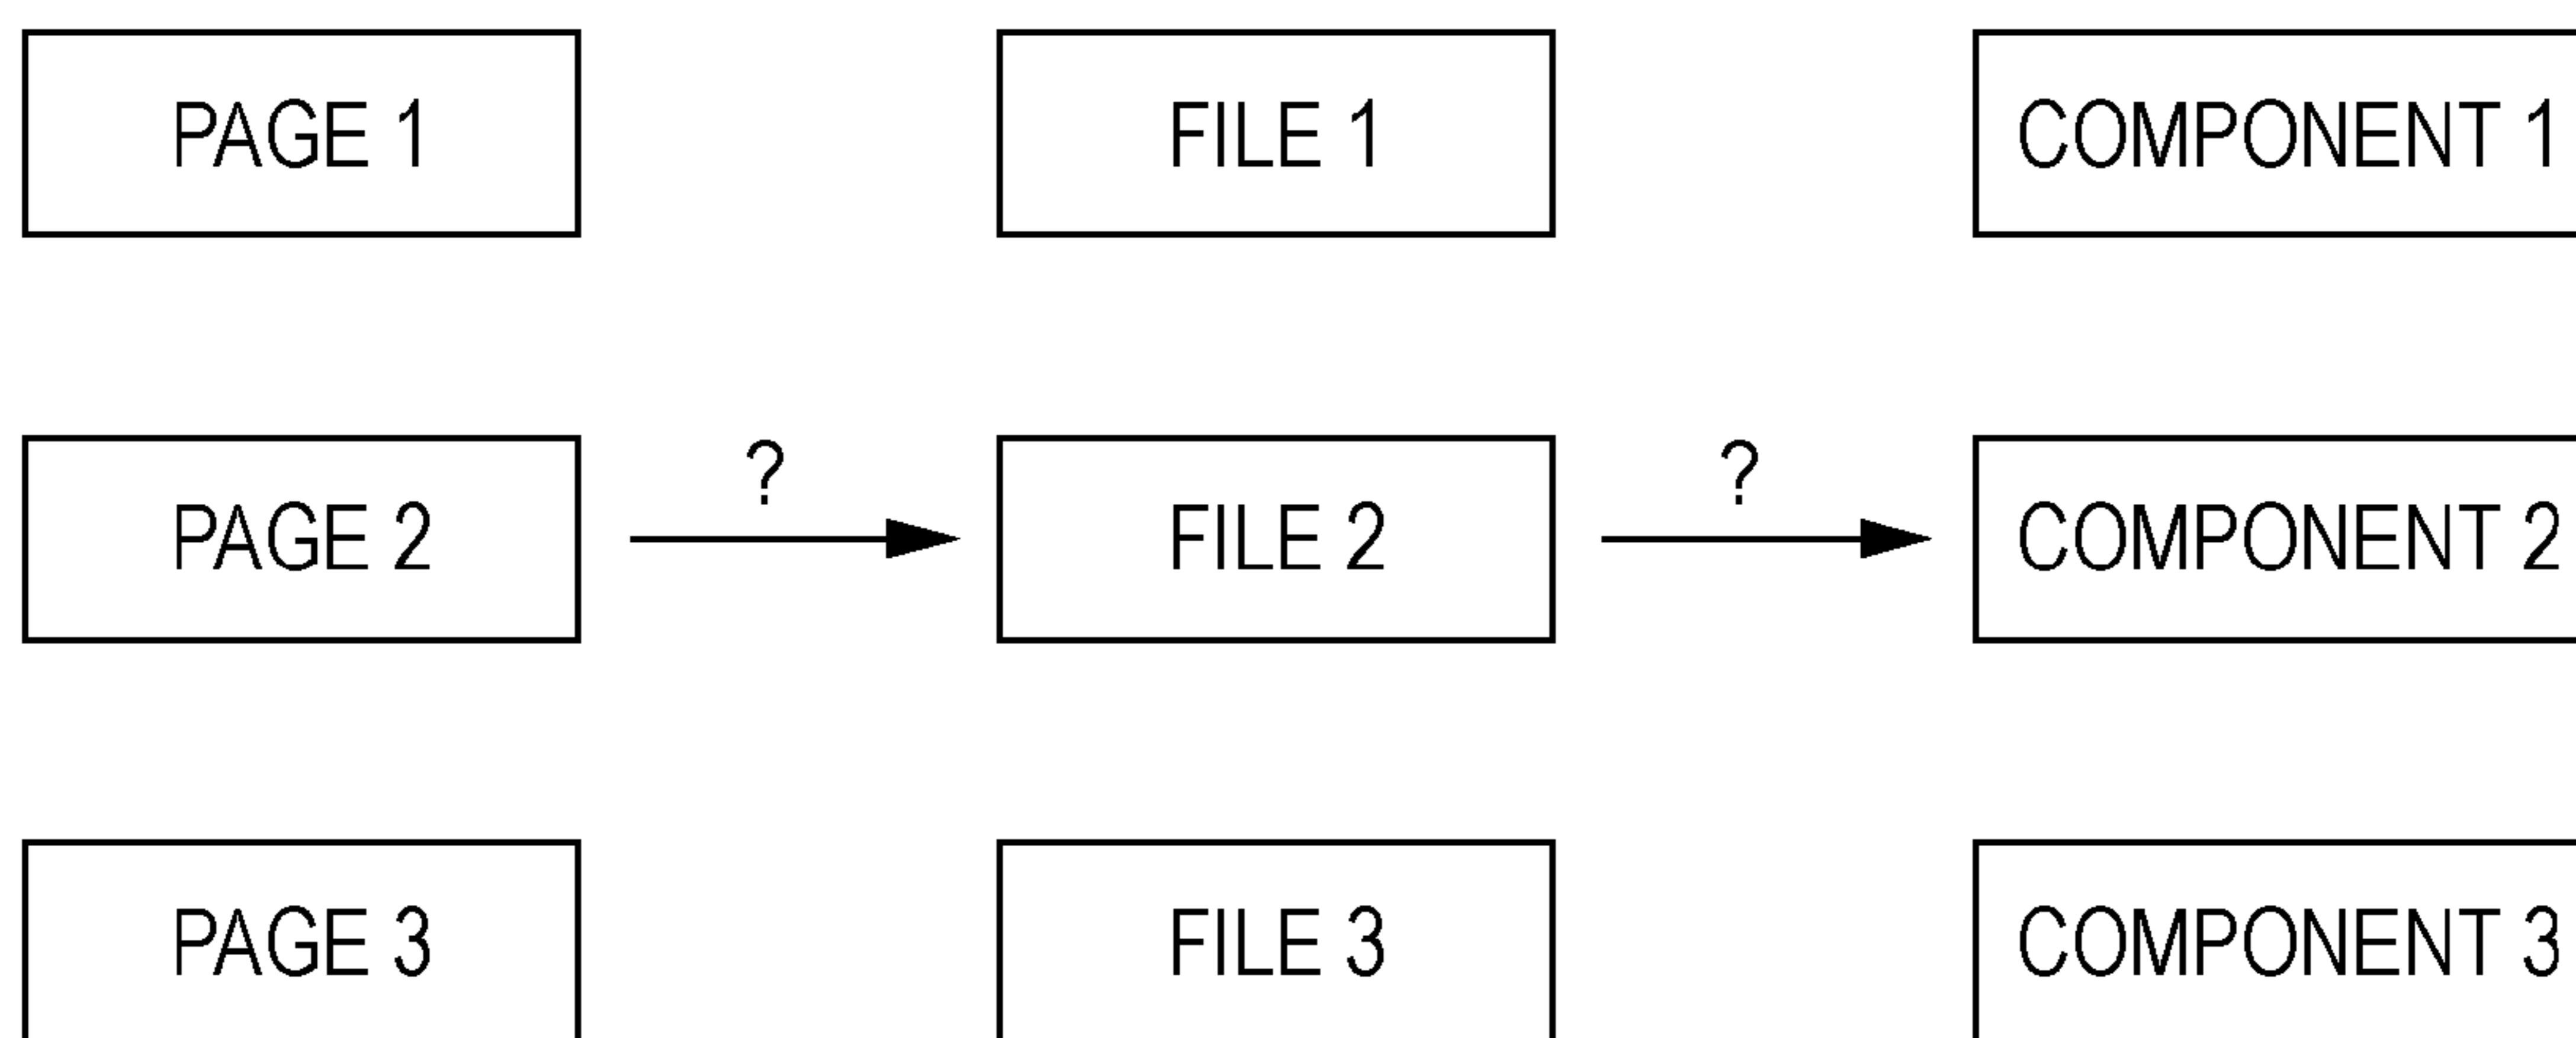 PAGE 1
FILE 1
COMPONENT 1
PAGE 2
?
FILE 2
?
COMPONENT 2
PAGE 3
FILE 3
COMPONENT 3